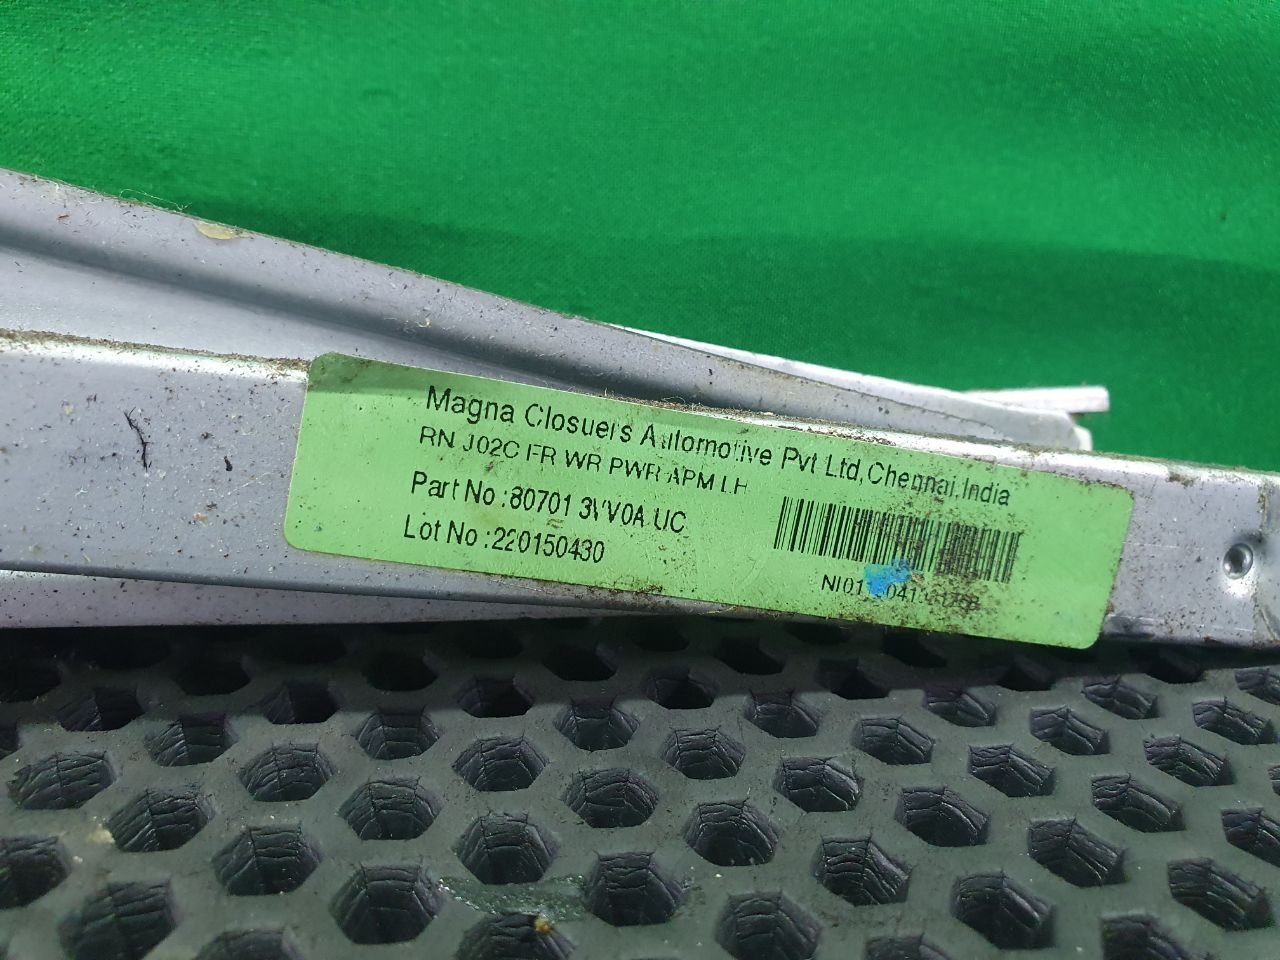 Magna Closuers Automotive Pvt Ltd,Chennai,India
RN J02C FR WR PWR APM LH
Part No :80701 3VV0A UC
Lot No :220150430